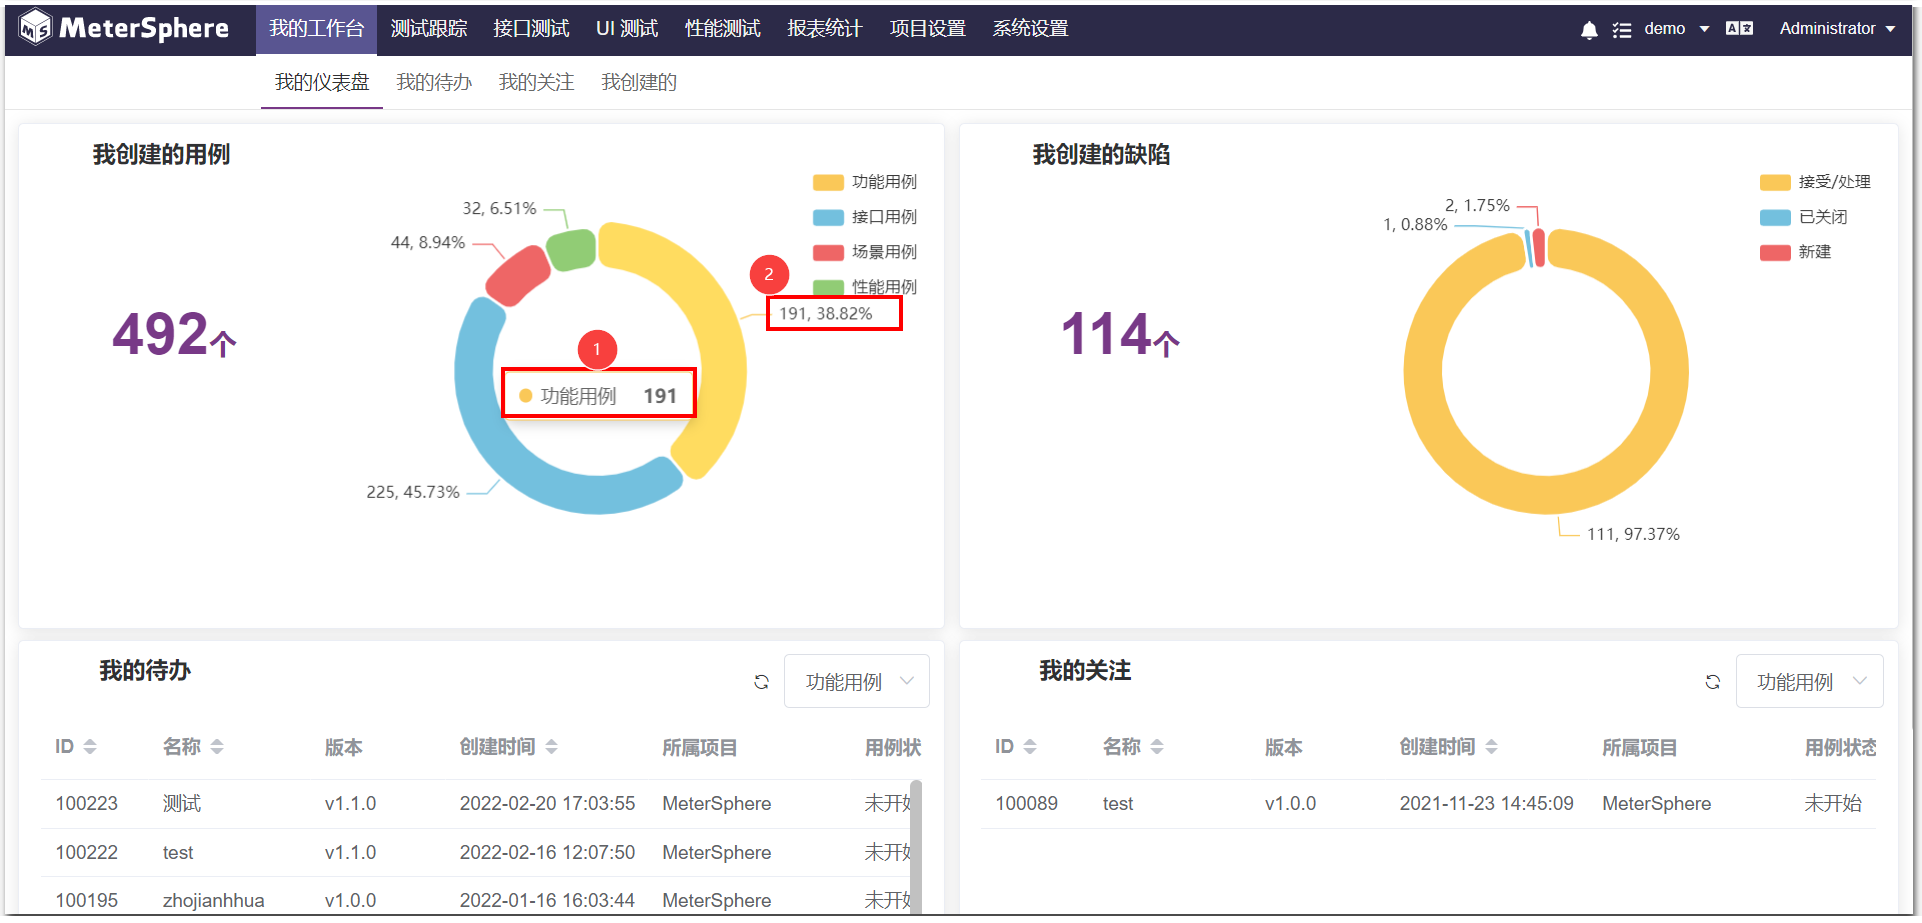 MeterSphere 我的工作台 测试跟踪 接口测试 UI 测试 性能测试 报表统计 项目设置 系统设置 demo Administrator
我的仪表盘 我的待办 我的关注 我创建的
我创建的用例
功能用例
接口用例
场景用例
性能用例
32, 6.51%
44, 8.94%
2
191, 38.82%
492个
1
功能用例 191
225, 45.73%
我创建的缺陷
接受/处理
已关闭
新建
2, 1.75%
1, 0.88%
114个
111, 97.37%
我的待办
功能用例
ID 名称 版本 创建时间 所属项目 用例状
100223 测试 v1.1.0 2022-02-20 17:03:55 MeterSphere 未开始
100222 test v1.1.0 2022-02-16 12:07:50 MeterSphere 未开始
100195 zhojianhhua v1.0.0 2022-01-16 16:03:44 MeterSphere 未开始
我的关注
功能用例
ID 名称 版本 创建时间 所属项目 用例状态
100089 test v1.0.0 2021-11-23 14:45:09 MeterSphere 未开始